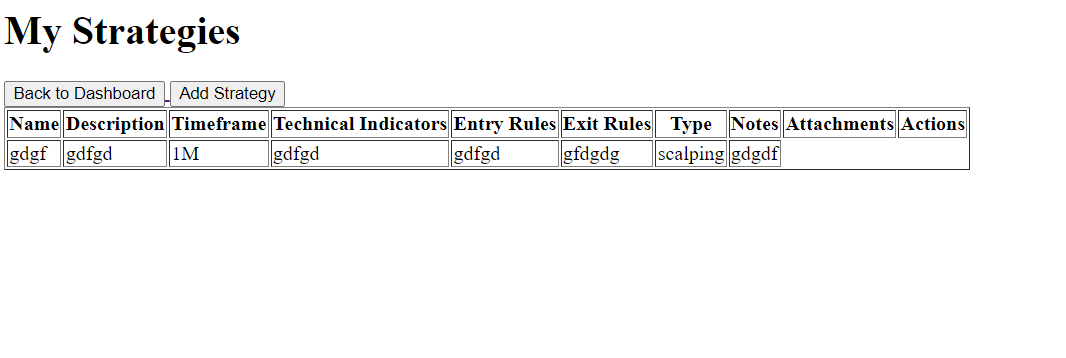 My Strategies
Back to Dashboard Add Strategy
Name Description Timeframe Technical Indicators Entry Rules Exit Rules Type Notes Attachments Actions
gdgf gdfgd 1M gdfgd gdfgd gfdgdg scalping gdgdf